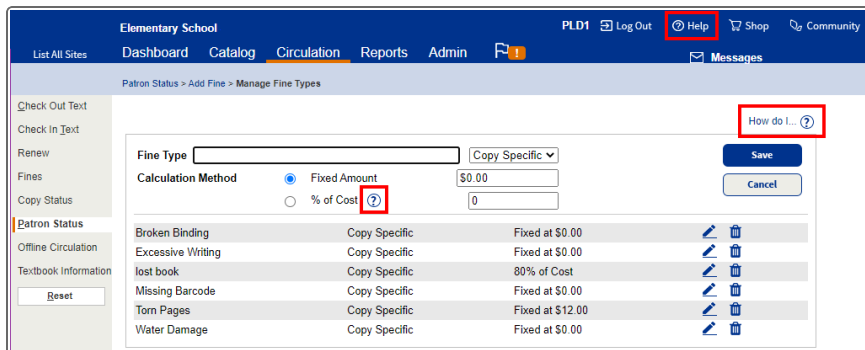 Elementary School
PLD1 Log Out ? Help Shop Community
List All Sites Dashboard Catalog Circulation Reports Admin !
Messages
Patron Status > Add Fine > Manage Fine Types
Check Out Text
How do I... ?
Check In Text
Renew
Fine Type Copy Specific Save
Fines
Calculation Method Fixed Amount $0.00
Cancel
Copy Status
% of Cost ? 0
Patron Status
Broken Binding Copy Specific Fixed at $0.00
Offline Circulation
Excessive Writing Copy Specific Fixed at $0.00
Textbook Information
lost book Copy Specific 80% of Cost
Reset
Missing Barcode Copy Specific Fixed at $0.00
Torn Pages Copy Specific Fixed at $12.00
Water Damage Copy Specific Fixed at $0.00